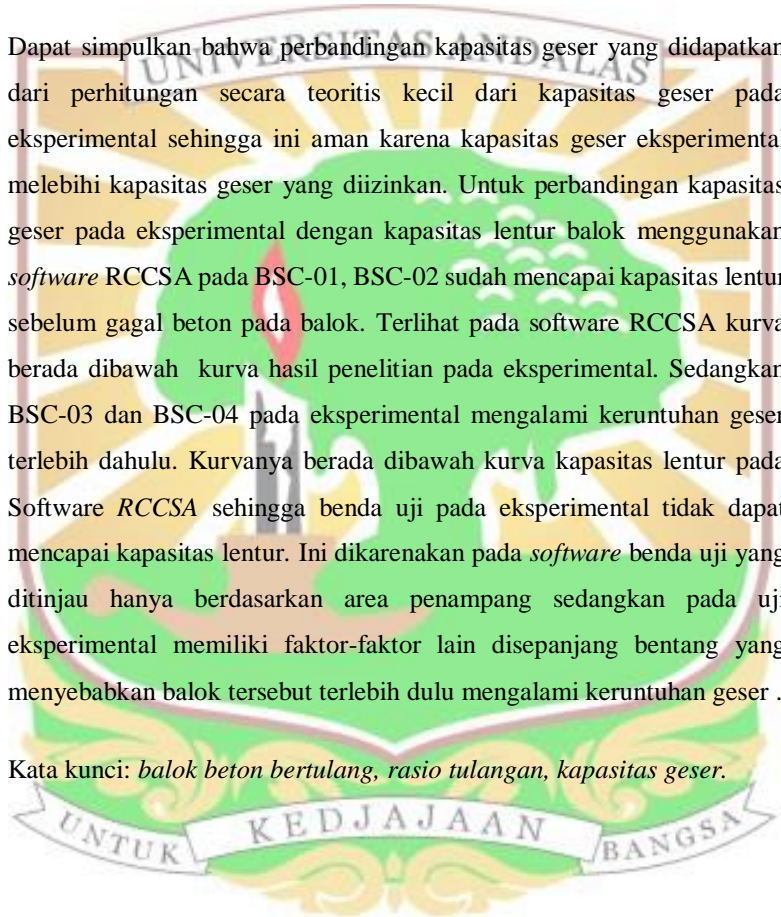 Dapat simpulkan bahwa perbandingan kapasitas geser yang didapatkan
UNIVERSITAS ANDALAS
dari perhitungan secara teoritis kecil dari kapasitas geser pada
eksperimental sehingga ini aman karena kapasitas geser eksperimental
melebihi kapasitas geser yang diizinkan. Untuk perbandingan kapasitas
geser pada eksperimental dengan kapasitas lentur balok menggunakan
software RCCSA pada BSC-01, BSC-02 sudah mencapai kapasitas lentur
sebelum gagal beton pada balok. Terlihat pada software RCCSA kurva
berada dibawah kurva hasil penelitian pada eksperimental. Sedangkan
BSC-03 dan BSC-04 pada eksperimental mengalami keruntuhan geser
terlebih dahulu. Kurvanya berada dibawah kurva kapasitas lentur pada
Software RCCSA sehingga benda uji pada eksperimental tidak dapat
mencapai kapasitas lentur. Ini dikarenakan pada software benda uji yang
ditinjau hanya berdasarkan area penampang sedangkan pada uji
eksperimental memiliki faktor-faktor lain disepanjang bentang yang
menyebabkan balok tersebut terlebih dulu mengalami keruntuhan geser .
Kata kunci: balok beton bertulang, rasio tulangan, kapasitas geser.
UNTUK KEDJAJAAN BANGSA